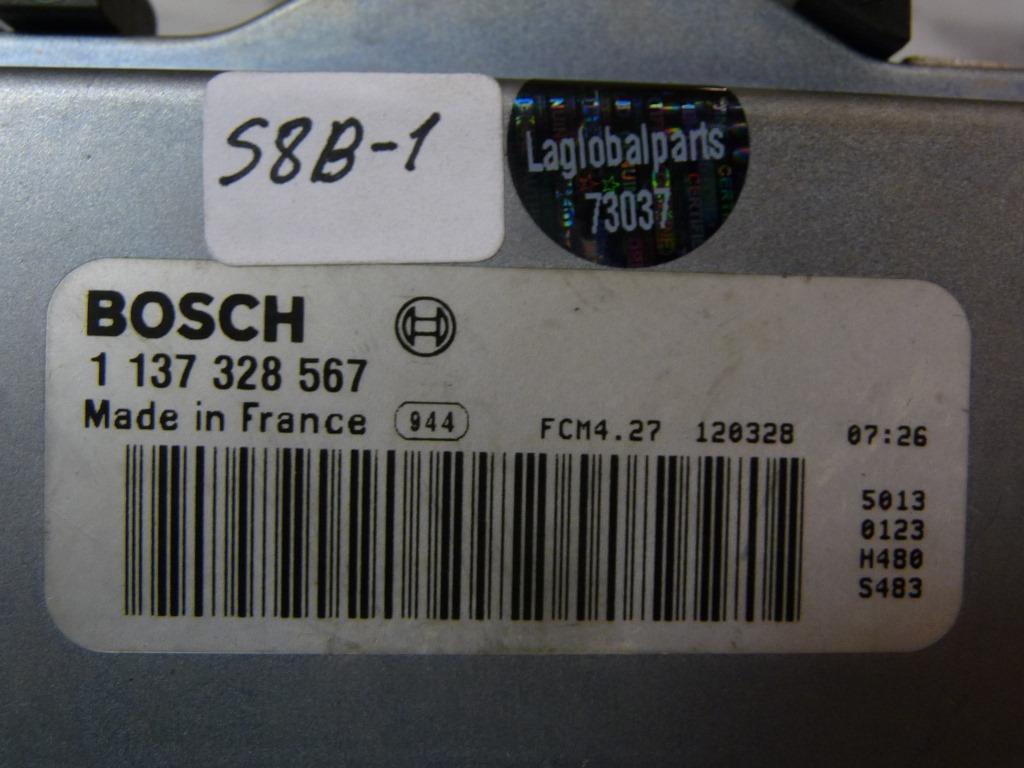 S8B-1
Laglobalparts
73037
BOSCH
1 137 328 567
Made in France 944 FCM4.27 120328 07:26
5013
0123
H480
S483